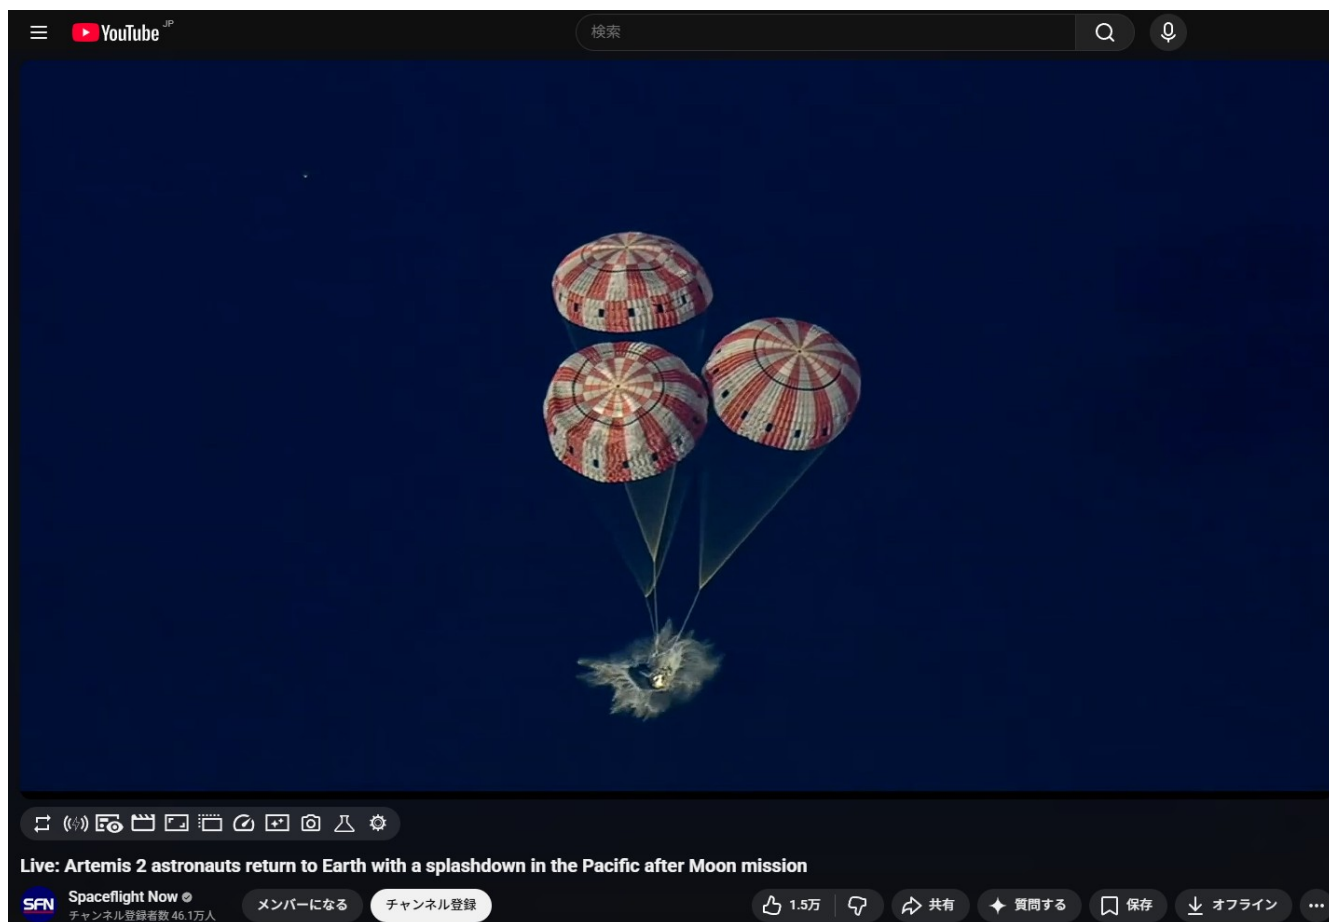 YouTube JP
検索
Live: Artemis 2 astronauts return to Earth with a splashdown in the Pacific after Moon mission
SFN
Spaceflight Now
チャンネル登録者数 46.1万人
メンバーになる
チャンネル登録
1.5万
共有
質問する
保存
オフライン